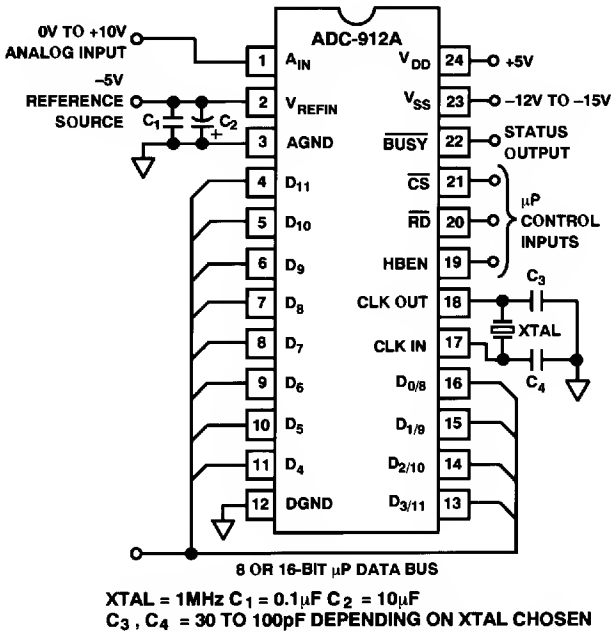 0V TO +10V
ANALOG INPUT
–5V
REFERENCE
SOURCE
C1
C2
+
ADC-912A
1 AIN
2 VREFIN
3 AGND
4 D11
5 D10
6 D9
7 D8
8 D7
9 D6
10 D5
11 D4
12 DGND
VDD 24 +5V
VSS 23 –12V TO –15V
BUSY 22 STATUS
OUTPUT
CS 21
RD 20
HBEN 19
µP
CONTROL
INPUTS
CLK OUT 18
C3
XTAL
CLK IN 17
C4
D0/8 16
D1/9 15
D2/10 14
D3/11 13
8 OR 16-BIT µP DATA BUS
XTAL = 1MHz C1 = 0.1µF C2 = 10µF
C3 , C4 = 30 TO 100pF DEPENDING ON XTAL CHOSEN